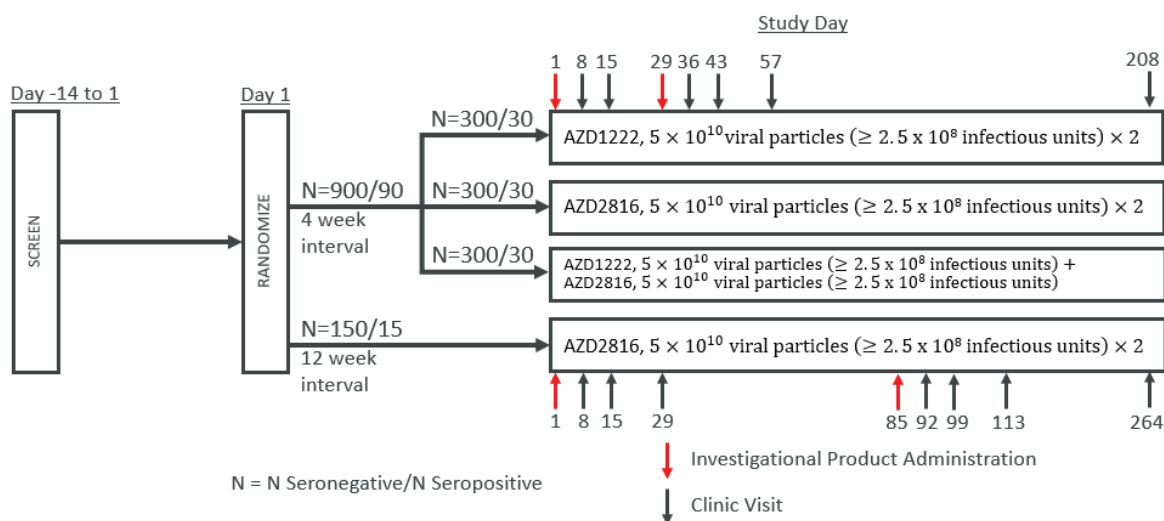 Study Day
1 8 15 29 36 43 57 208
Day -14 to 1
Day 1
SCREEN
RANDOMIZE
N=300/30
AZD1222, 5 × 10¹⁰ viral particles (≥ 2.5 x 10⁸ infectious units) × 2
N=900/90
4 week
interval
N=300/30
AZD2816, 5 × 10¹⁰ viral particles (≥ 2.5 x 10⁸ infectious units) × 2
N=300/30
AZD1222, 5 × 10¹⁰ viral particles (≥ 2.5 x 10⁸ infectious units) +
AZD2816, 5 × 10¹⁰ viral particles (≥ 2.5 x 10⁸ infectious units)
N=150/15
12 week
interval
AZD2816, 5 × 10¹⁰ viral particles (≥ 2.5 x 10⁸ infectious units) × 2
1 8 15 29 85 92 99 113 264
Investigational Product Administration
N = N Seronegative/N Seropositive
Clinic Visit